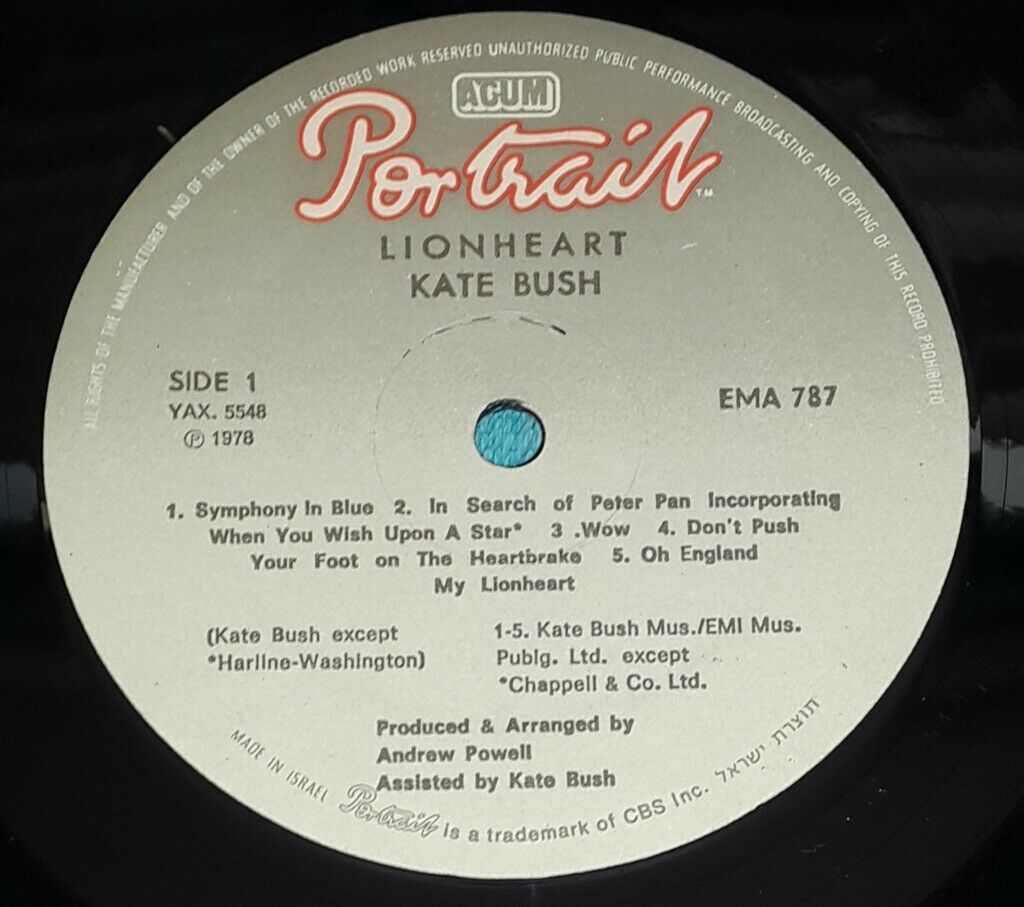 ALL RIGHTS OF THE MANUFACTURER AND OF THE OWNER OF THE RECORDED WORK RESERVED UNAUTHORIZED PUBLIC PERFORMANCE BROADCASTING AND COPYING OF THIS RECORD PROHIBITED
ACUM
Portrait T.M.
LIONHEART
KATE BUSH
SIDE 1
YAX. 5548
℗ 1978
EMA 787
1. Symphony in Blue 2. In Search of Peter Pan Incorporating
When You Wish Upon A Star* 3 .Wow 4. Don't Push
Your Foot on The Heartbrake 5. Oh England
My Lionheart
(Kate Bush except
*Harline-Washington)
1-5. Kate Bush Mus./EMI Mus.
Publg. Ltd. except
*Chappell & Co. Ltd.
Produced & Arranged by
Andrew Powell
Assisted by Kate Bush
MADE IN ISRAEL Portrait is a trademark of CBS Inc. תוצרת ישראל